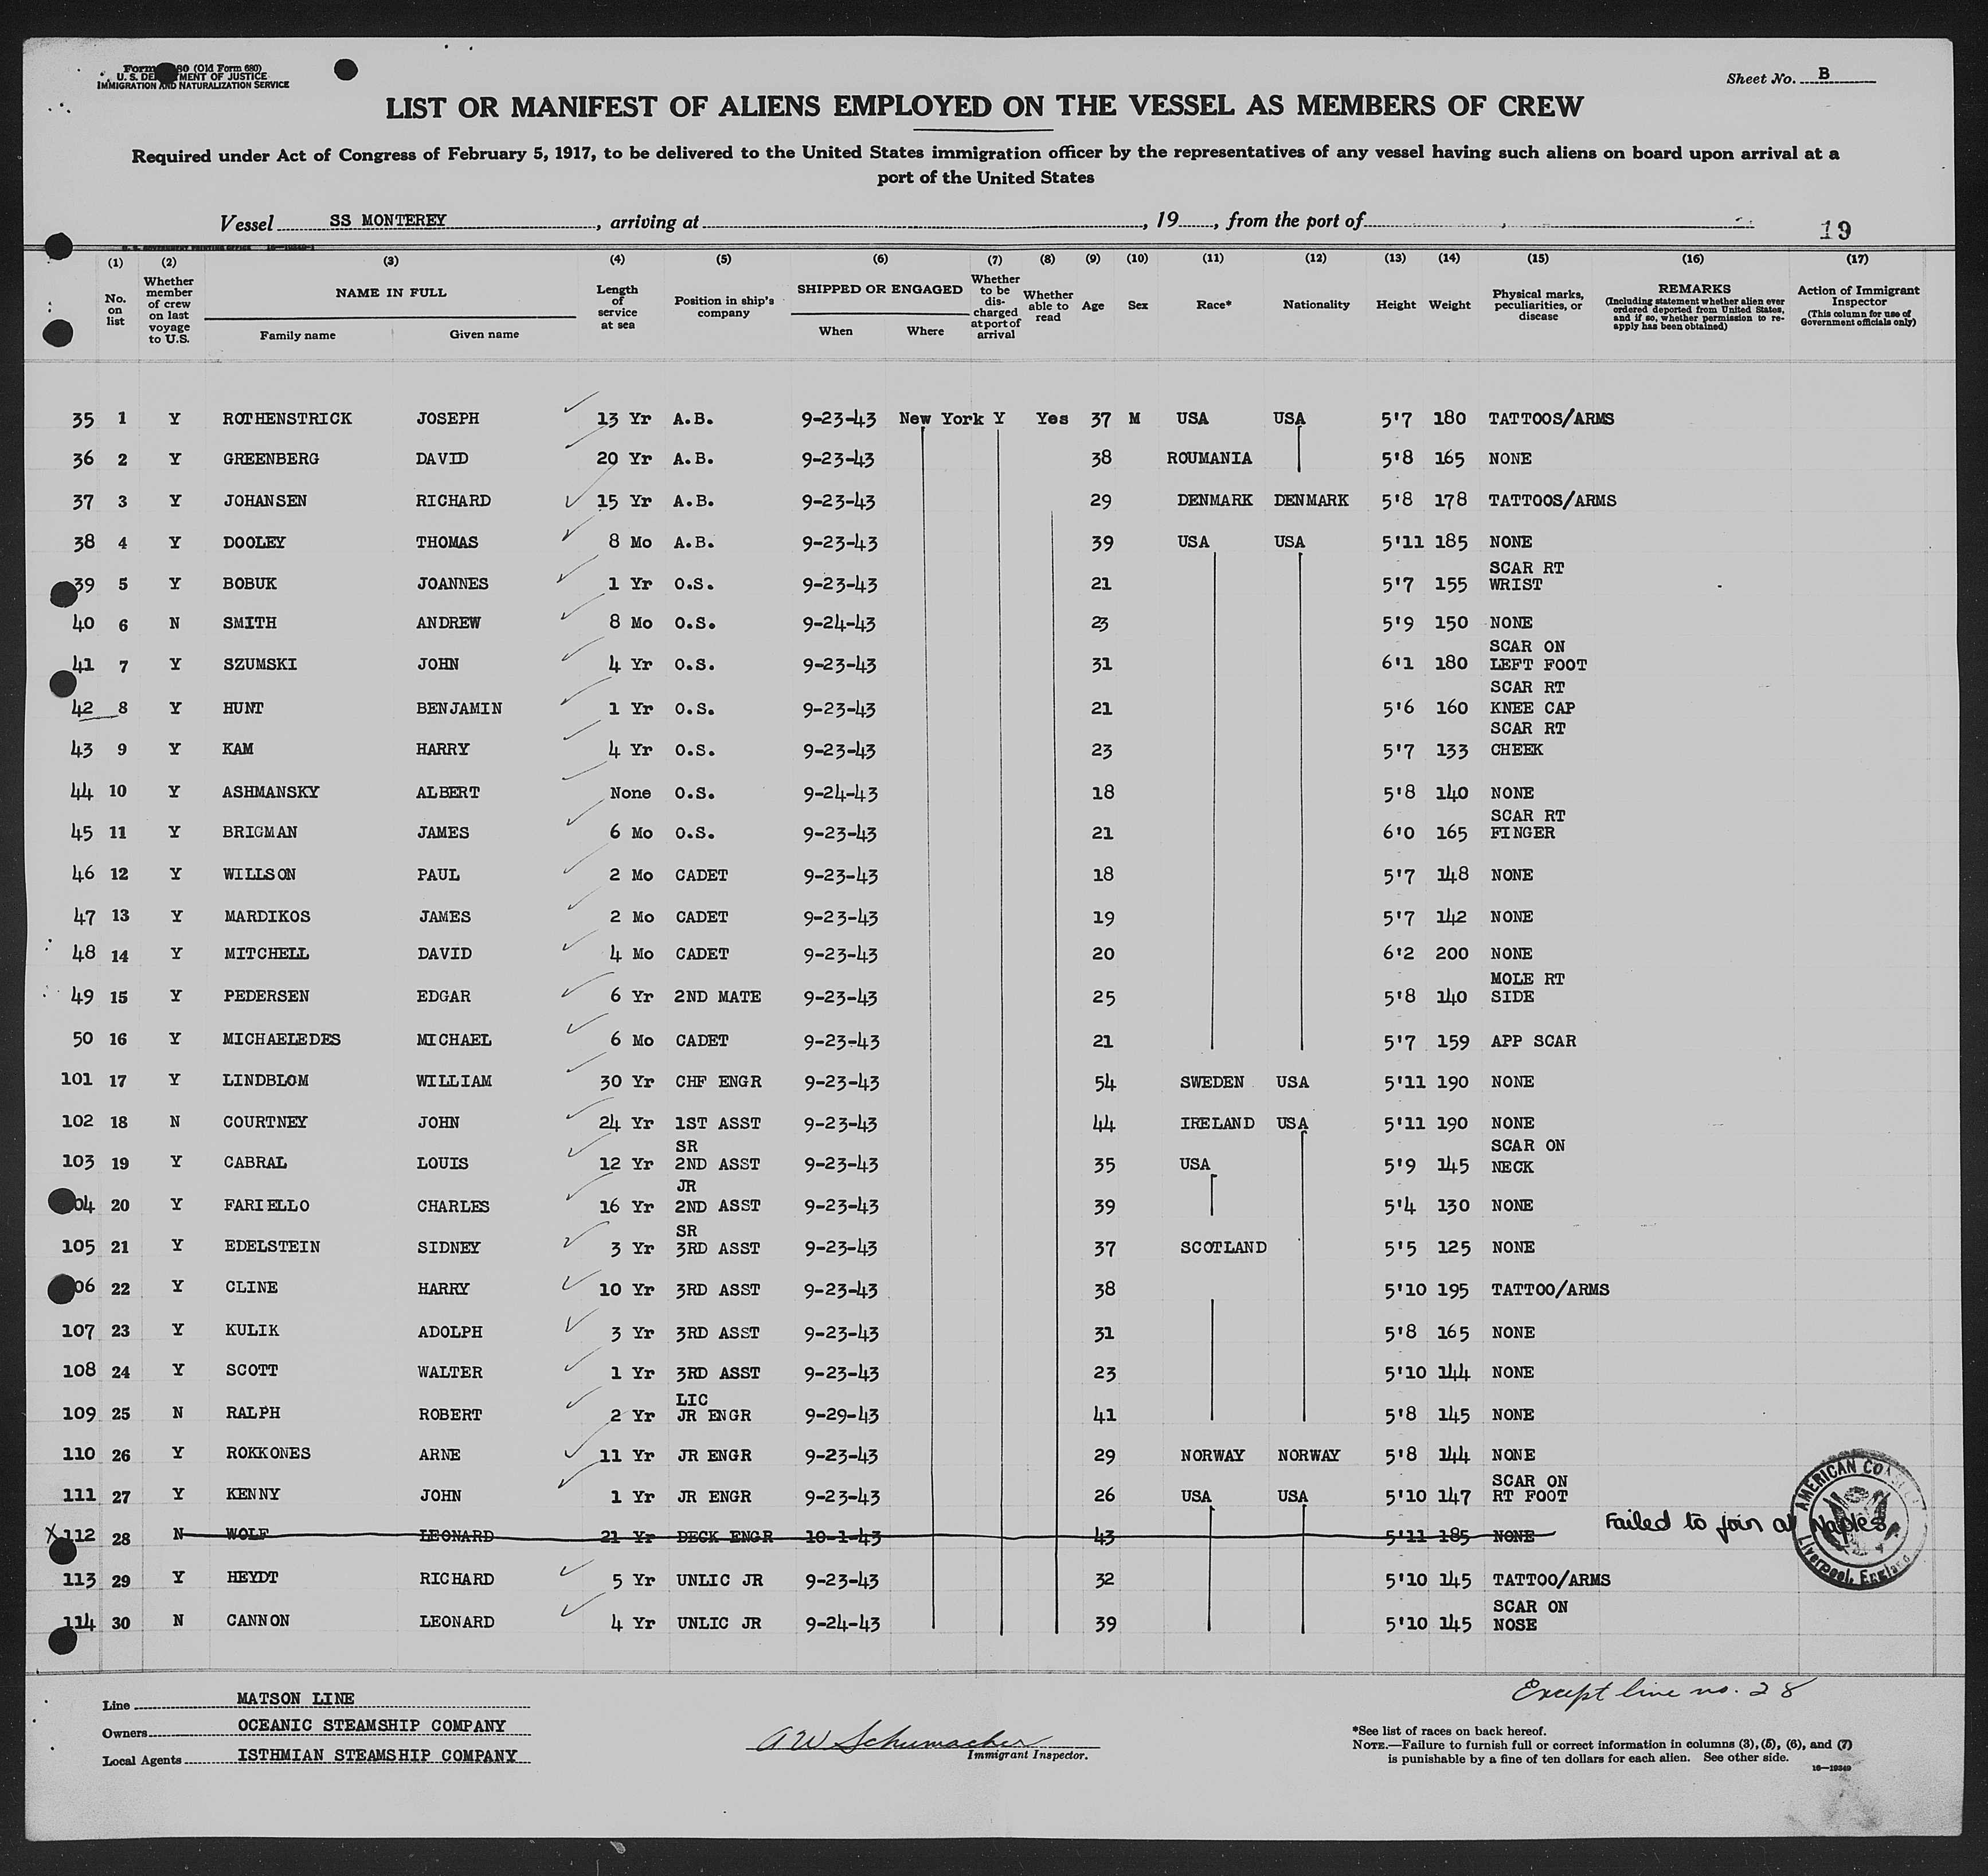 Form 680 (Old Form 680)
U. S. DEPARTMENT OF JUSTICE
IMMIGRATION AND NATURALIZATION SERVICE
Sheet No. B
LIST OR MANIFEST OF ALIENS EMPLOYED ON THE VESSEL AS MEMBERS OF CREW
Required under Act of Congress of February 5, 1917, to be delivered to the United States immigration officer by the representatives of any vessel having such aliens on board upon arrival at a
port of the United States
Vessel SS MONTEREY, arriving at , 19 , from the port of , 19
(1) (2) (3) (4) (5) (6) (7) (8) (9) (10) (11) (12) (13) (14) (15) (16) (17)
No. on list Whether member of crew on last voyage to U.S. NAME IN FULL Family name Given name Length of service at sea Position in ship's company SHIPPED OR ENGAGED When Where Whether to be discharged at port of arrival Whether able to read Age Sex Race* Nationality Height Weight Physical marks, peculiarities, or disease REMARKS (Including statement whether alien ever ordered deported from United States, and if so, whether permission to reapply has been obtained) Action of Immigrant Inspector (This column for use of Government officials only)
35 1 Y ROTHENSTRICK JOSEPH 13 Yr A.B. 9-23-43 New York Y Yes 37 M USA USA 5'7 180 TATTOOS/ARMS
36 2 Y GREENBERG DAVID 20 Yr A.B. 9-23-43 38 ROUMANIA 5'8 165 NONE
37 3 Y JOHANSEN RICHARD 15 Yr A.B. 9-23-43 29 DENMARK DENMARK 5'8 178 TATTOOS/ARMS
38 4 Y DOOLEY THOMAS 8 Mo A.B. 9-23-43 39 USA USA 5'11 185 NONE
39 5 Y BOBUK JOANNES 1 Yr O.S. 9-23-43 21 5'7 155 SCAR RT WRIST
40 6 N SMITH ANDREW 8 Mo O.S. 9-24-43 23 5'9 150 NONE
41 7 Y SZUMSKI JOHN 4 Yr O.S. 9-23-43 31 6'1 180 SCAR ON LEFT FOOT
42 8 Y HUNT BENJAMIN 1 Yr O.S. 9-23-43 21 5'6 160 SCAR RT KNEE CAP
43 9 Y KAM HARRY 4 Yr O.S. 9-23-43 23 5'7 133 SCAR RT CHEEK
44 10 Y ASHMANSKY ALBERT None O.S. 9-24-43 18 5'8 140 NONE
45 11 Y BRIGMAN JAMES 6 Mo O.S. 9-23-43 21 6'0 165 SCAR RT FINGER
46 12 Y WILLSON PAUL 2 Mo CADET 9-23-43 18 5'7 148 NONE
47 13 Y MARDIKOS JAMES 2 Mo CADET 9-23-43 19 5'7 142 NONE
48 14 Y MITCHELL DAVID 4 Mo CADET 9-23-43 20 6'2 200 NONE
49 15 Y PEDERSEN EDGAR 6 Yr 2ND MATE 9-23-43 25 5'8 140 MOLE RT SIDE
50 16 Y MICHAELEDES MICHAEL 6 Mo CADET 9-23-43 21 5'7 159 APP SCAR
101 17 Y LINDBLOM WILLIAM 30 Yr CHF ENGR 9-23-43 54 SWEDEN USA 5'11 190 NONE
102 18 N COURTNEY JOHN 24 Yr 1ST ASST 9-23-43 44 IRELAND USA 5'11 190 NONE
103 19 Y CABRAL LOUIS 12 Yr SR 2ND ASST 9-23-43 35 USA 5'9 145 SCAR ON NECK
04 20 Y FARIELLO CHARLES 16 Yr JR 2ND ASST 9-23-43 39 5'4 130 NONE
105 21 Y EDELSTEIN SIDNEY 3 Yr SR 3RD ASST 9-23-43 37 SCOTLAND 5'5 125 NONE
06 22 Y CLINE HARRY 10 Yr 3RD ASST 9-23-43 38 5'10 195 TATTOO/ARMS
107 23 Y KULIK ADOLPH 3 Yr 3RD ASST 9-23-43 31 5'8 165 NONE
108 24 Y SCOTT WALTER 1 Yr 3RD ASST 9-23-43 23 5'10 144 NONE
109 25 N RALPH ROBERT 2 Yr LIC JR ENGR 9-29-43 41 5'8 145 NONE
110 26 Y ROKKONES ARNE 11 Yr JR ENGR 9-23-43 29 NORWAY NORWAY 5'8 144 NONE
111 27 Y KENNY JOHN 1 Yr JR ENGR 9-23-43 26 USA USA 5'10 147 SCAR ON RT FOOT
X 112 28 N WOLF LEONARD 21 Yr DECK ENGR 10-1-43 43 5'11 185 NONE Failed to join at Naples
AMERICAN Liverpool, England
113 29 Y HEYDT RICHARD 5 Yr UNLIC JR 9-23-43 32 5'10 145 TATTOO/ARMS
114 30 N CANNON LEONARD 4 Yr UNLIC JR 9-24-43 39 5'10 145 SCAR ON NOSE
Except line no. 28
Line MATSON LINE
Owners OCEANIC STEAMSHIP COMPANY
Local Agents ISTHMIAN STEAMSHIP COMPANY
A W Schumacher
Immigrant Inspector.
*See list of races on back hereof.
NOTE.—Failure to furnish full or correct information in columns (3), (5), (6), and (7)
is punishable by a fine of ten dollars for each alien. See other side.
16—19349